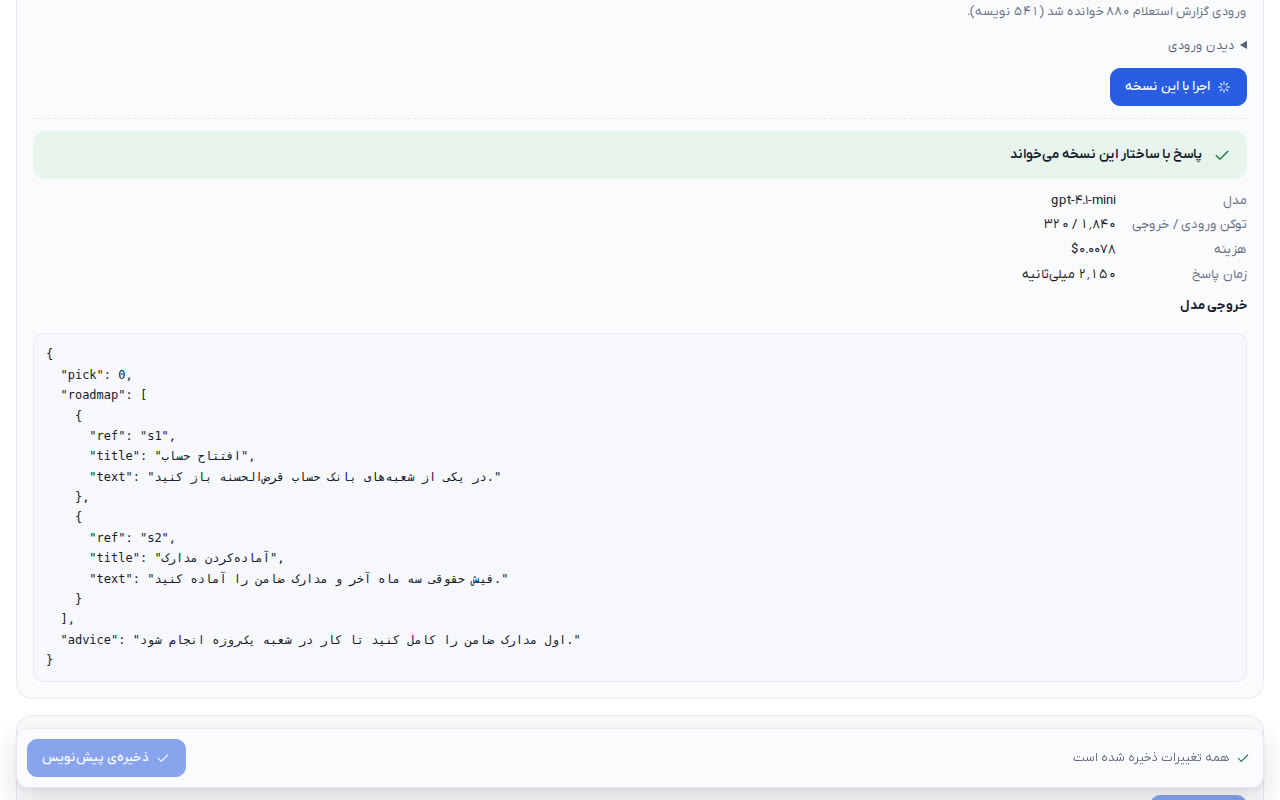 ورودی گزارش استعلام ۸۸۰ خوانده شد (۵۴۱ نویسه).
دیدن ورودی
اجرا با این نسخه
پاسخ با ساختار این نسخه می‌خواند
مدل gpt-۴.۱-mini
توکن ورودی / خروجی ۱,۸۴۰ / ۳۲۰
هزینه $۰.۰۰۷۸
زمان پاسخ ۲,۱۵۰ میلی‌ثانیه
خروجی مدل
{
  "pick": 0,
  "roadmap": [
    {
      "ref": "s1",
      "title": "افتتاح حساب",
      "text": "در یکی از شعبه‌های بانک حساب قرض‌الحسنه باز کنید."
    },
    {
      "ref": "s2",
      "title": "آماده‌کردن مدارک",
      "text": "فیش حقوقی سه ماه آخر و مدارک ضامن را آماده کنید."
    }
  ],
  "advice": "اول مدارک ضامن را کامل کنید تا کار در شعبه یک‌روزه انجام شود."
}
همه تغییرات ذخیره شده است
ذخیره‌ی پیش‌نویس